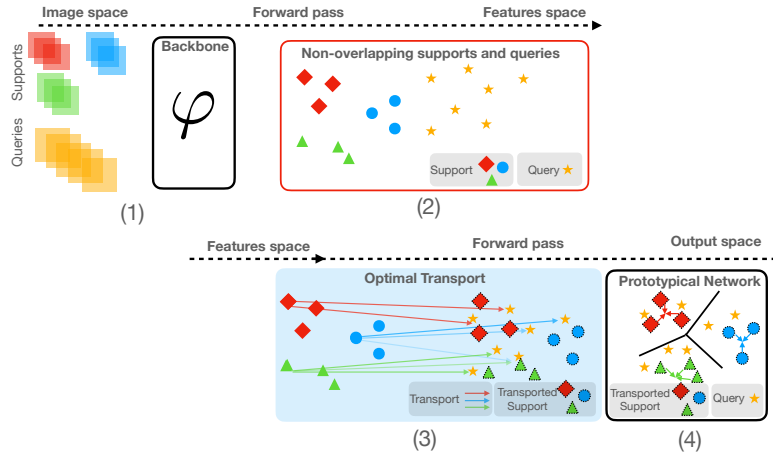 Image space Forward pass Features space
Backbone
Non-overlapping supports and queries
Supports
Queries
φ
Support Query
(1) (2)
Features space Forward pass Output space
Optimal Transport
Prototypical Network
Transport Transported Support
Transported Support Query
(3) (4)